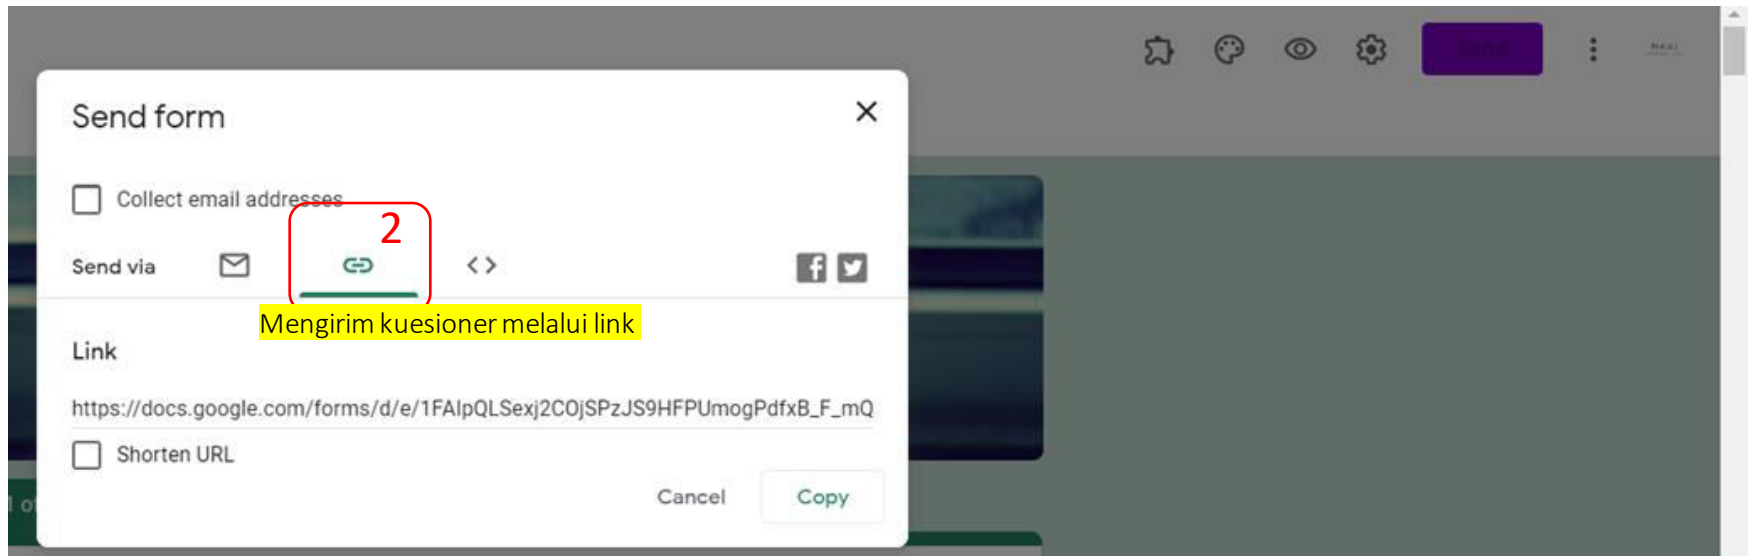 Send form
Collect email addresses
2
Send via
Mengirim kuesioner melalui link
Link
https://docs.google.com/forms/d/e/1FAIpQLSexj2COjSPzJS9HFPUmogPdfxB_F_mQ
Shorten URL
Cancel Copy